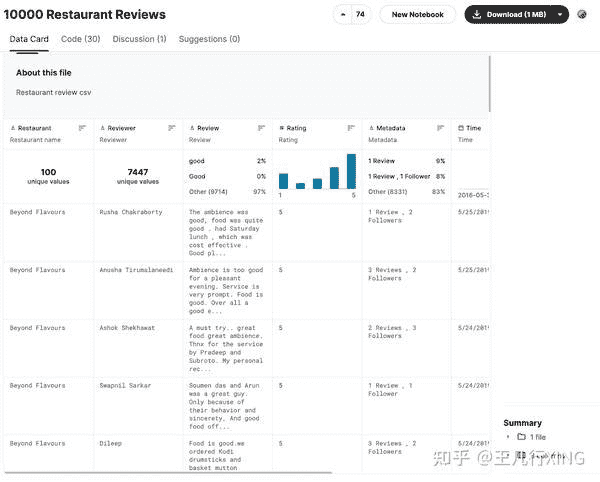 10000 Restaurant Reviews
74
New Notebook
Download (1 MB)
Data Card
Code (30)
Discussion (1)
Suggestions (0)
About this file
Restaurant review csv
Restaurant
Reviewer
Review
Rating
Metadata
Time
Restaurant name
Reviewer
Review
Rating
Metadata
Time
100
unique values
7447
unique values
good 2%
Good 0%
Other (9714) 97%
1 5
1 Review 9%
1 Review , 1 Follower 8%
Other (8331) 83%
2016-05-3
Beyond Flavours
Rusha Chakraborty
The ambience was
good, food was quite
good . had Saturday
lunch , which was
cost effective .
Good pl...
5
1 Review , 2
Followers
5/25/201
Beyond Flavours
Anusha Tirumalaneedi
Ambience is too good
for a pleasant
evening. Service is
very prompt. Food is
good. Over all a
good e...
5
3 Reviews , 2
Followers
5/25/201
Beyond Flavours
Ashok Shekhawat
A must try.. great
food great ambience.
Thnx for the service
by Pradeep and
Subroto. My personal
rec...
5
2 Reviews , 3
Followers
5/24/201
Beyond Flavours
Swapnil Sarkar
Soumen das and Arun
was a great guy.
Only because of
their behavior and
sincerety, And good
food off...
5
1 Review , 1
Follower
5/24/201
Beyond Flavours
Dileep
Food is good.we
ordered Kodi
drumsticks and
basket mutton
5
3 Reviews , 2
Followers
5/24/201
Summary
1 file
知乎 @王几行XING